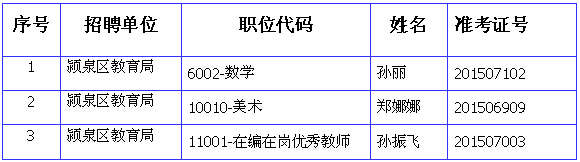 序号 招聘单位 职位代码 姓名 准考证号
1 颍泉区教育局 6002-数学 孙丽 201507102
2 颍泉区教育局 10010-美术 郑娜娜 201506909
3 颍泉区教育局 11001-在编在岗优秀教师 孙振飞 201507003